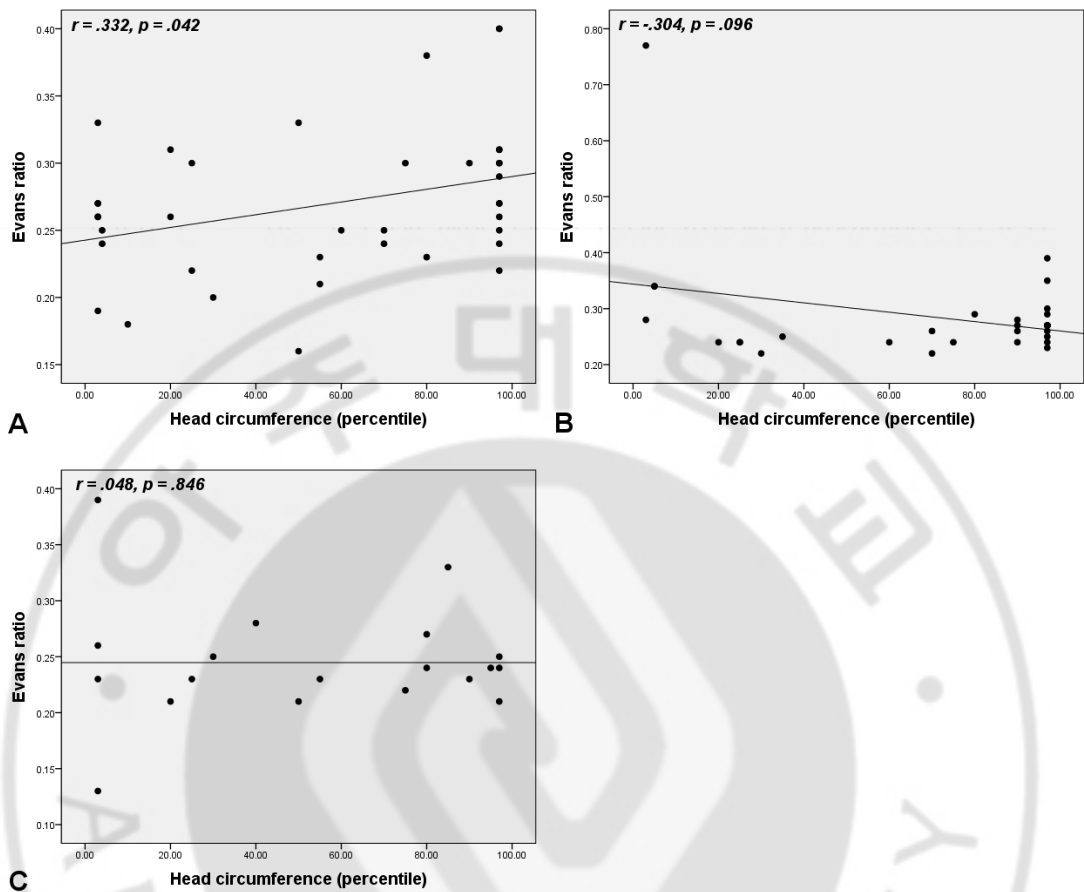 r = .332, p = .042
0.40
0.35
0.30
0.25
0.20
0.15
Evans ratio
0.00 20.00 40.00 60.00 80.00 100.00
Head circumference (percentile)
A
r = -.304, p = .096
0.80
0.70
0.60
0.50
0.40
0.30
0.20
Evans ratio
0.00 20.00 40.00 60.00 80.00 100.00
Head circumference (percentile)
B
r = .048, p = .846
0.40
0.35
0.30
0.25
0.20
0.15
0.10
Evans ratio
0.00 20.00 40.00 60.00 80.00 100.00
Head circumference (percentile)
C
아주대학교